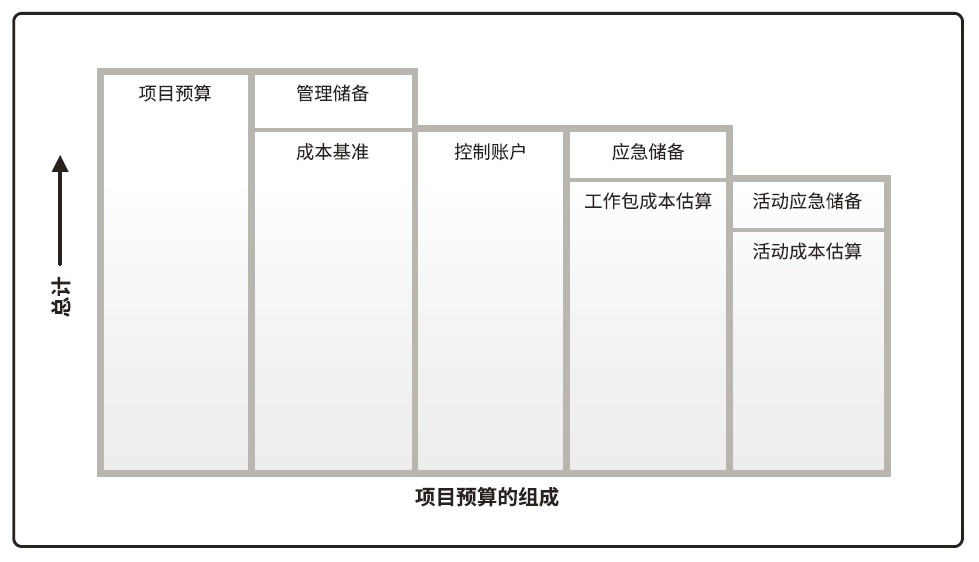 项目预算
管理储备
成本基准
控制账户
应急储备
工作包成本估算
活动应急储备
活动成本估算
总计
项目预算的组成